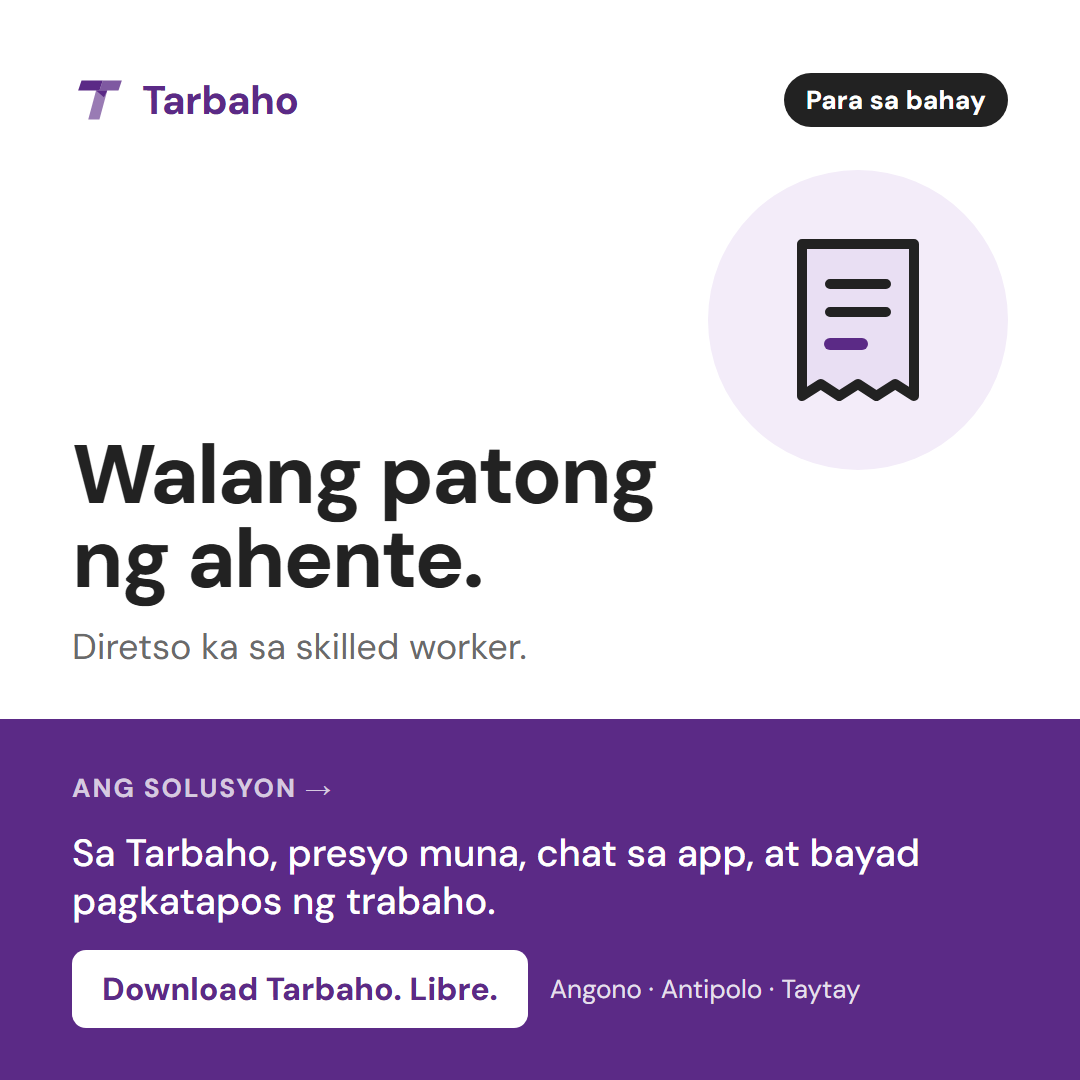 Tarbaho
Para sa bahay
Walang patong
ng ahente.
Diretso ka sa skilled worker.
ANG SOLUSYON →
Sa Tarbaho, presyo muna, chat sa app, at bayad
pagkatapos ng trabaho.
Download Tarbaho. Libre.
Angono · Antipolo · Taytay